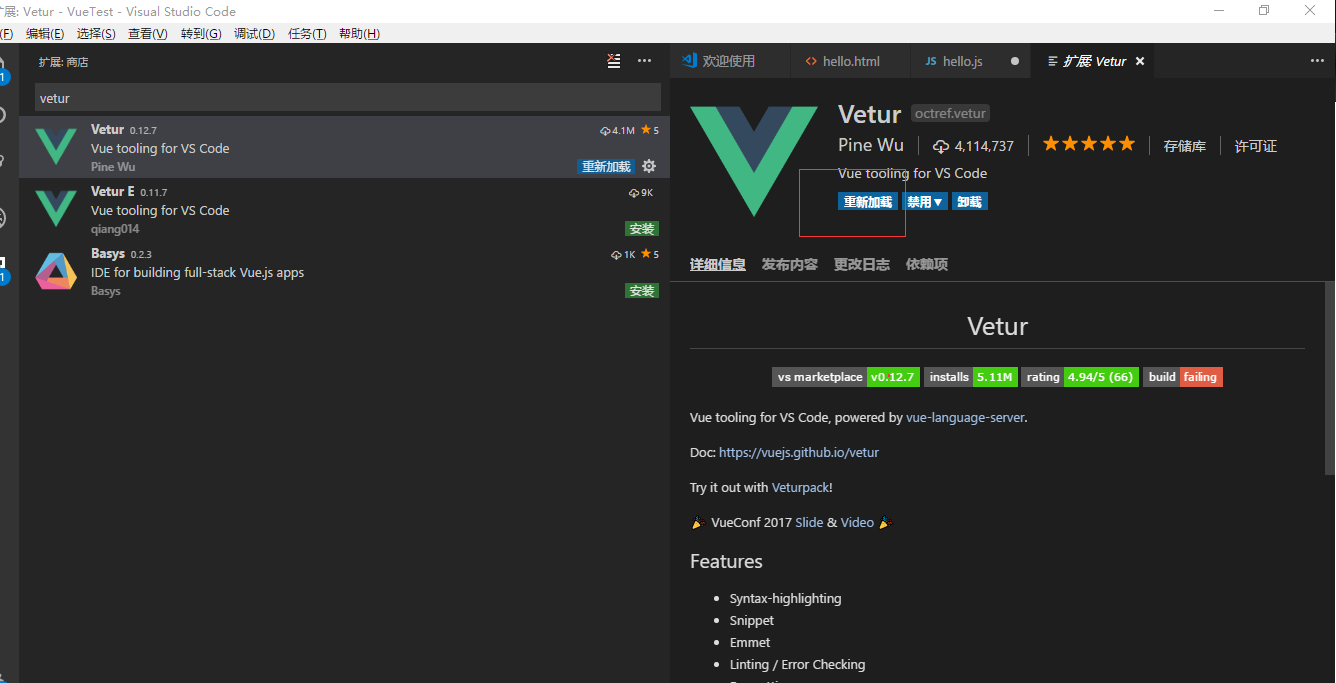 扩展: Vetur - VueTest - Visual Studio Code
(F) 编辑(E) 选择(S) 查看(V) 转到(G) 调试(D) 任务(T) 帮助(H)
扩展: 商店
vetur
Vetur 0.12.7 4.1M 5
Vue tooling for VS Code
Pine Wu 重新加载
Vetur E 0.11.7 9K
Vue tooling for VS Code
qiang014 安装
Basys 0.2.3 1K 5
IDE for building full-stack Vue.js apps
Basys 安装
1
1
欢迎使用 <> hello.html JS hello.js 扩展: Vetur
Vetur octref.vetur
Pine Wu 4,114,737 存储库 许可证
Vue tooling for VS Code
重新加载 禁用▼ 卸载
详细信息 发布内容 更改日志 依赖项
Vetur
vs marketplace v0.12.7 installs 5.11M rating 4.94/5 (66) build failing
Vue tooling for VS Code, powered by vue-language-server.
Doc: https://vuejs.github.io/vetur
Try it out with Veturpack!
🎉 VueConf 2017 Slide & Video 🎉
Features
• Syntax-highlighting
• Snippet
• Emmet
• Linting / Error Checking